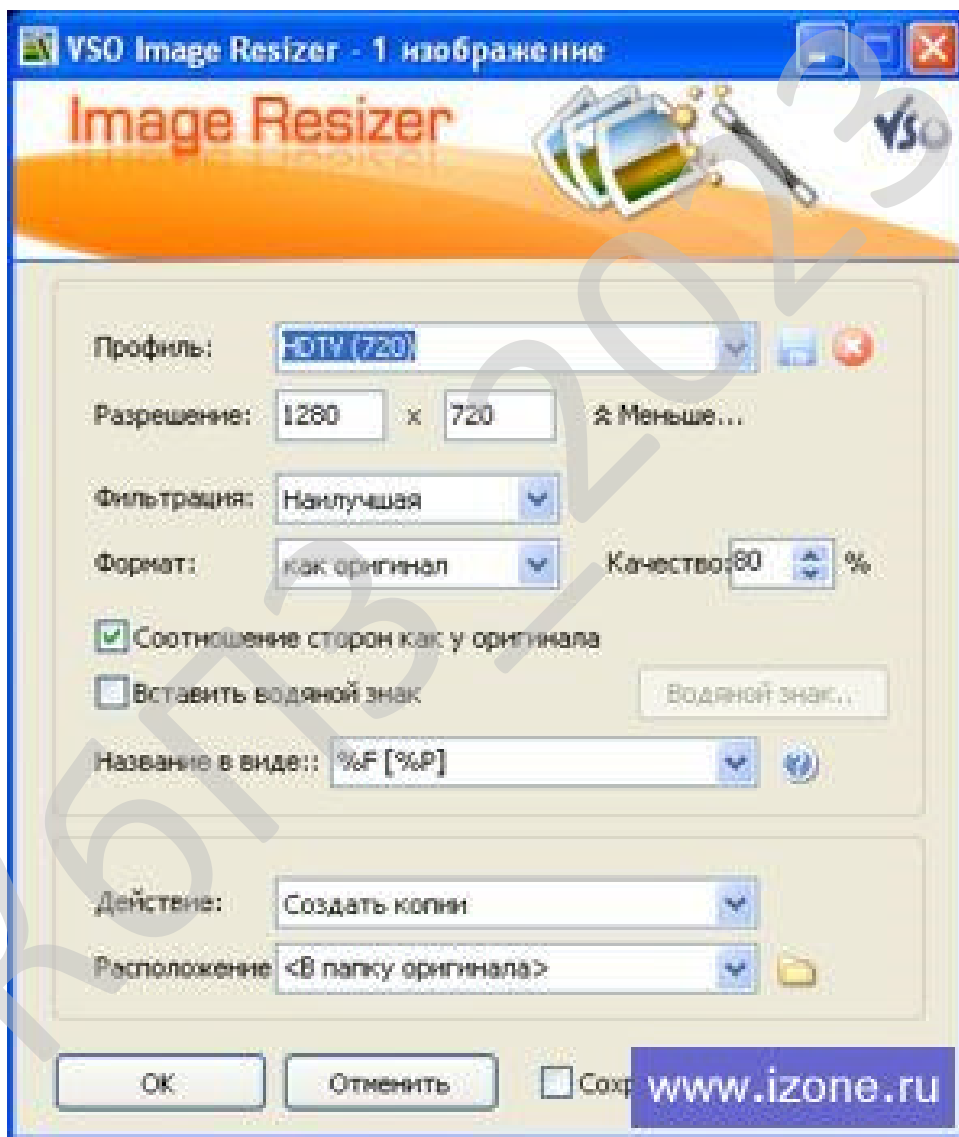 VSO Image Resizer - 1 изображение
Image Resizer
VSO
Профиль: HDTV (720)
Разрешение: 1280 x 720 Меньше...
Фильтрация: Наилучшая
Формат: как оригинал Качество: 80 %
Соотношение сторон как у оригинала
Вставить водяной знак Водяной знак...
Название в виде:: %F [%P]
Действие: Создать копии
Расположение <В папку оригинала>
OK Отменить Сохр
www.izone.ru